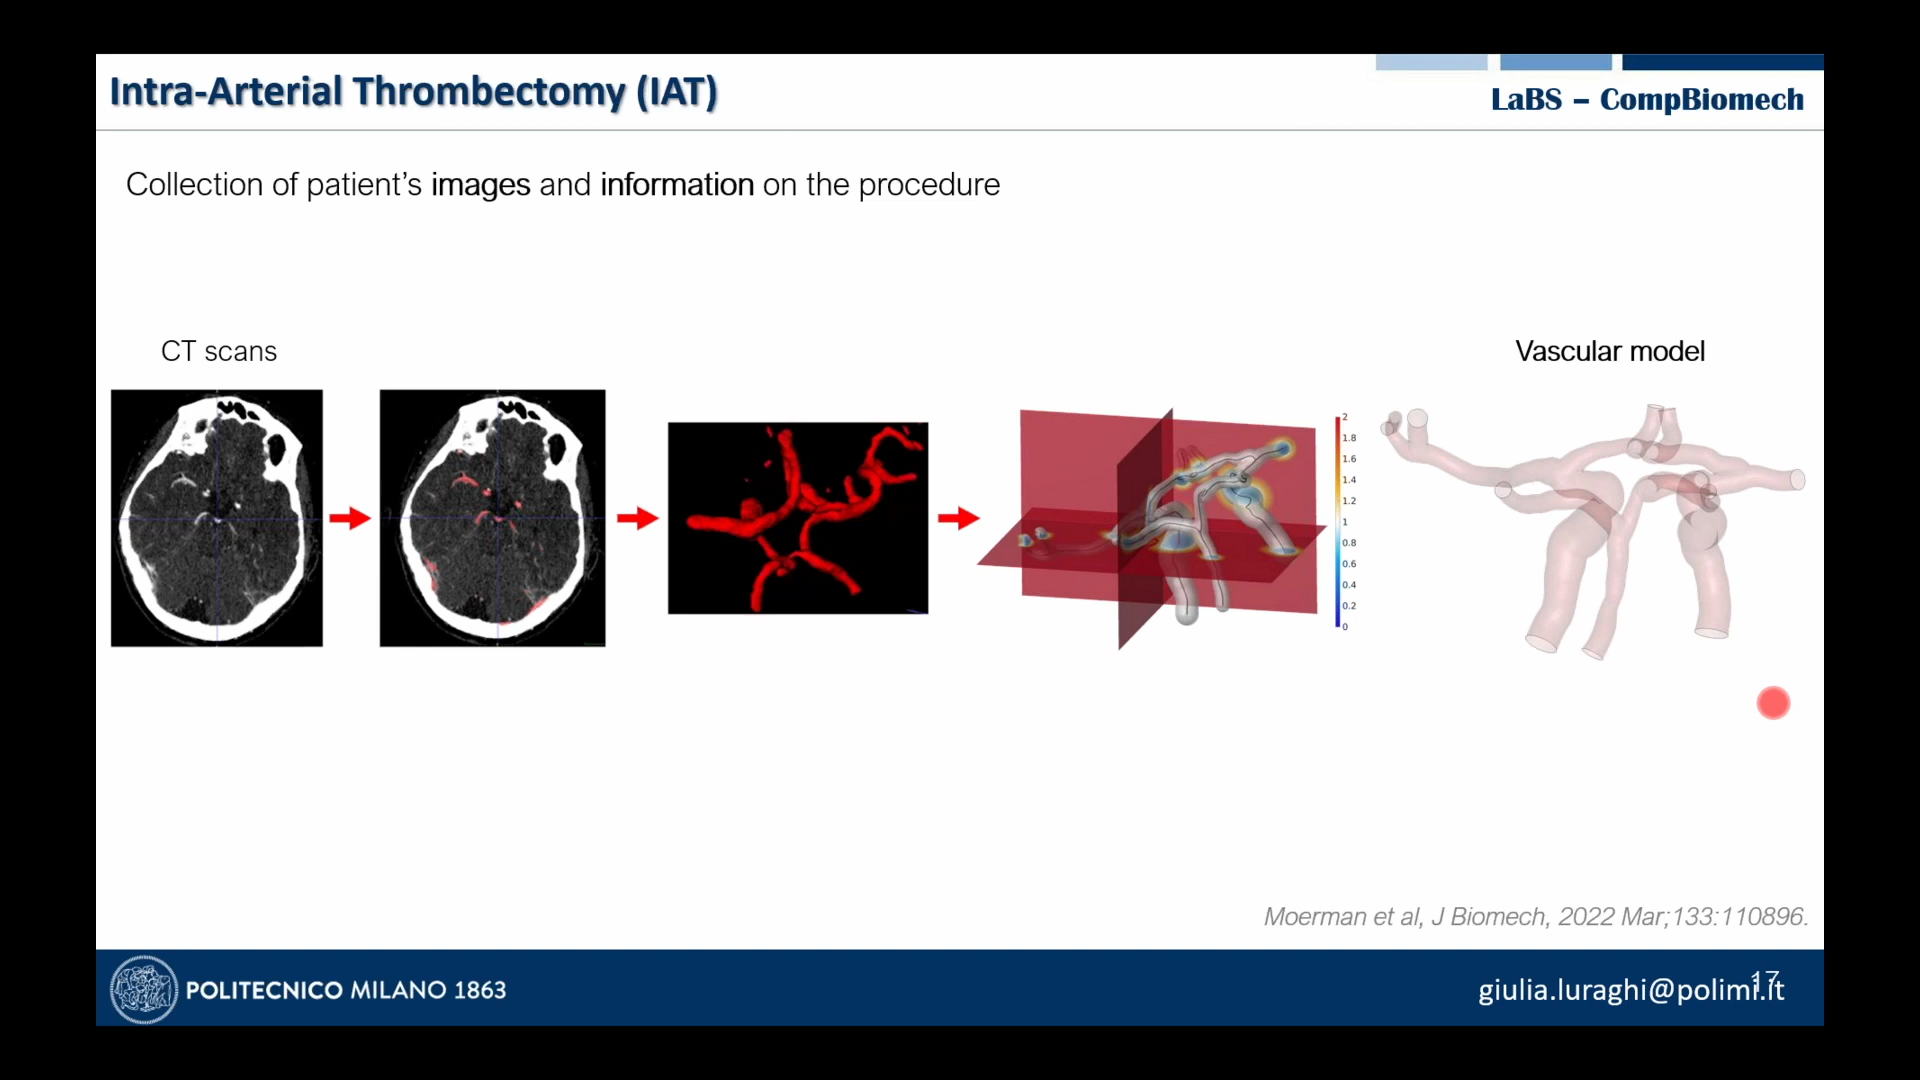 Intra-Arterial Thrombectomy (IAT)
LaBS – CompBiomech
Collection of patient's images and information on the procedure
CT scans
Vascular model
2
1.8
1.6
1.4
1.2
1
0.8
0.6
0.4
0.2
0
Moerman et al, J Biomech, 2022 Mar;133:110896.
POLITECNICO MILANO 1863
giulia.luraghi@polimi.it
17